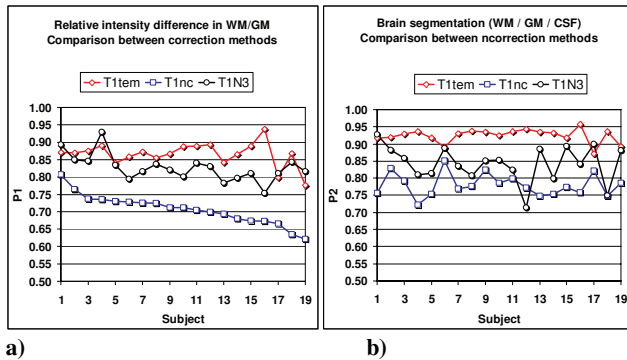 Relative intensity difference in WM/GM
Comparison between correction methods
T1tem T1nc T1N3
P1
1.00
0.95
0.90
0.85
0.80
0.75
0.70
0.65
0.60
0.55
0.50
1 3 5 7 9 11 13 15 17 19
Subject
a)
Brain segmentation (WM / GM / CSF)
Comparison between ncorrection methods
T1tem T1nc T1N3
P2
1.00
0.95
0.90
0.85
0.80
0.75
0.70
0.65
0.60
0.55
0.50
1 3 5 7 9 11 13 15 17 19
Subject
b)